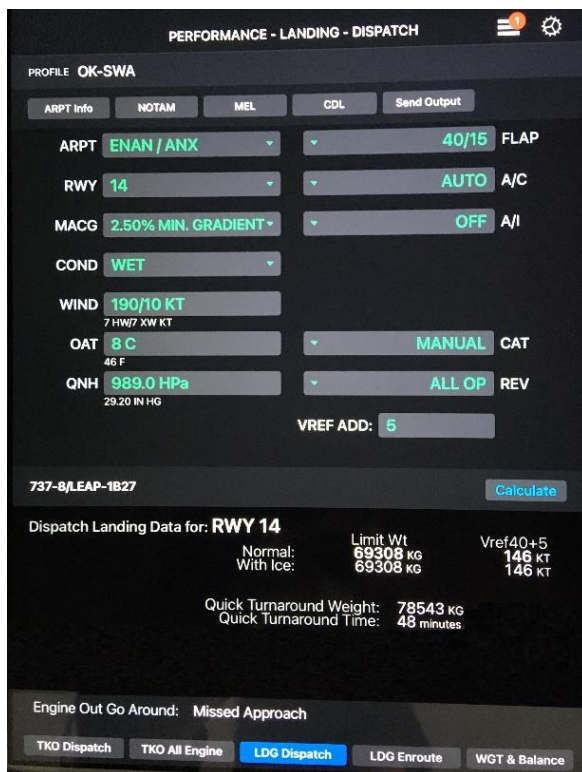 PERFORMANCE - LANDING - DISPATCH
1
PROFILE OK-SWA
ARPT Info NOTAM MEL CDL Send Output
ARPT ENAN / ANX 40/15 FLAP
RWY 14 AUTO A/C
MACG 2.50% MIN. GRADIENT OFF A/I
COND WET
WIND 190/10 KT
7 HW/7 XW KT
OAT 8 C MANUAL CAT
46 F
QNH 989.0 HPa ALL OP REV
29.20 IN HG
VREF ADD: 5
737-8/LEAP-1B27 Calculate
Dispatch Landing Data for: RWY 14
Limit Wt Vref40+5
Normal: 69308 KG 146 KT
With Ice: 69308 KG 146 KT
Quick Turnaround Weight: 78543 KG
Quick Turnaround Time: 48 minutes
Engine Out Go Around: Missed Approach
TKO Dispatch TKO All Engine LDG Dispatch LDG Enroute WGT & Balance